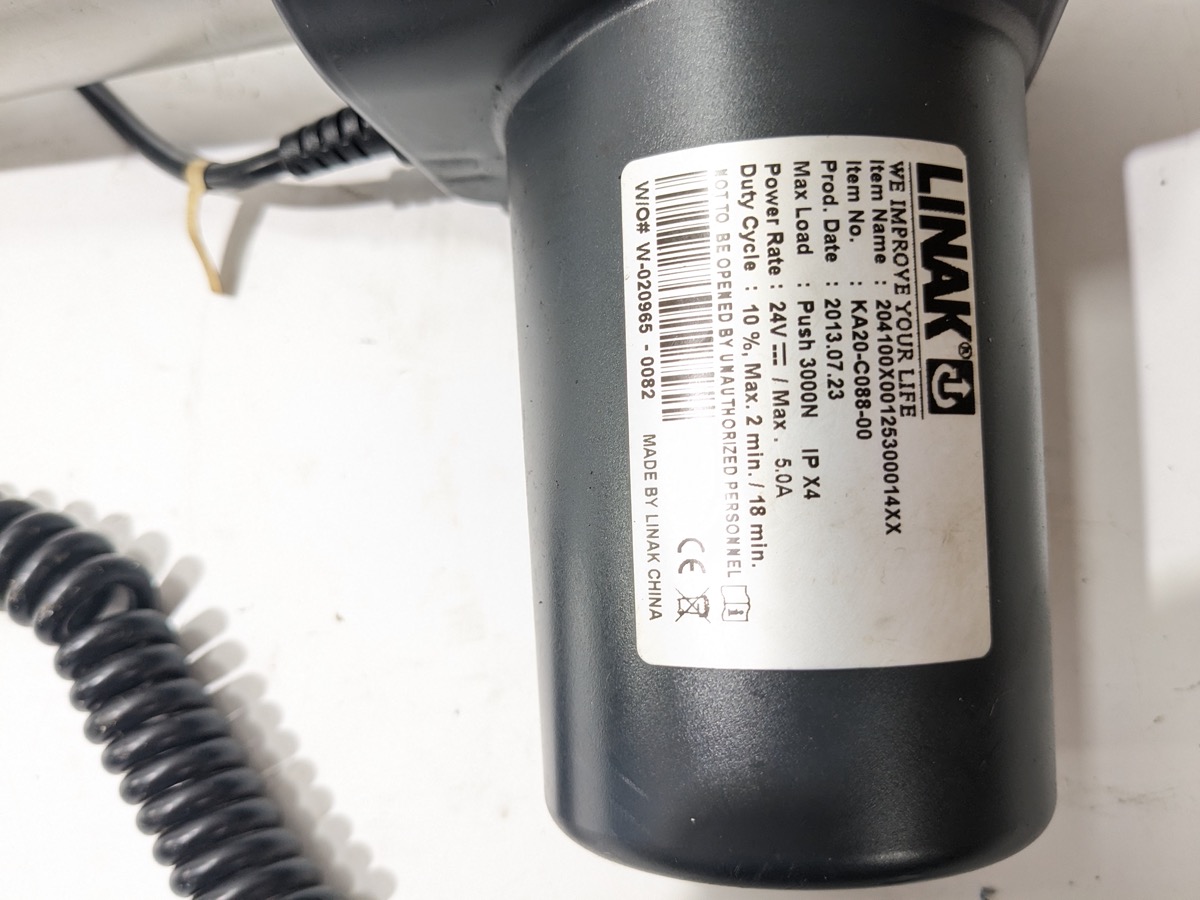 LINAK®
WE IMPROVE YOUR LIFE
Item Name : 204100X00125300014XX
Item No. : KA20-C088-00
Prod. Date : 2013.07.23
Max Load : Push 3000N IP X4
Power Rate : 24V⎓ / Max . 5.0A
Duty Cycle : 10 %, Max. 2 min. / 18 min.
NOT TO BE OPENED BY UNAUTHORIZED PERSONNEL
CE
W/O# W-020965 - 0082 MADE BY LINAK CHINA